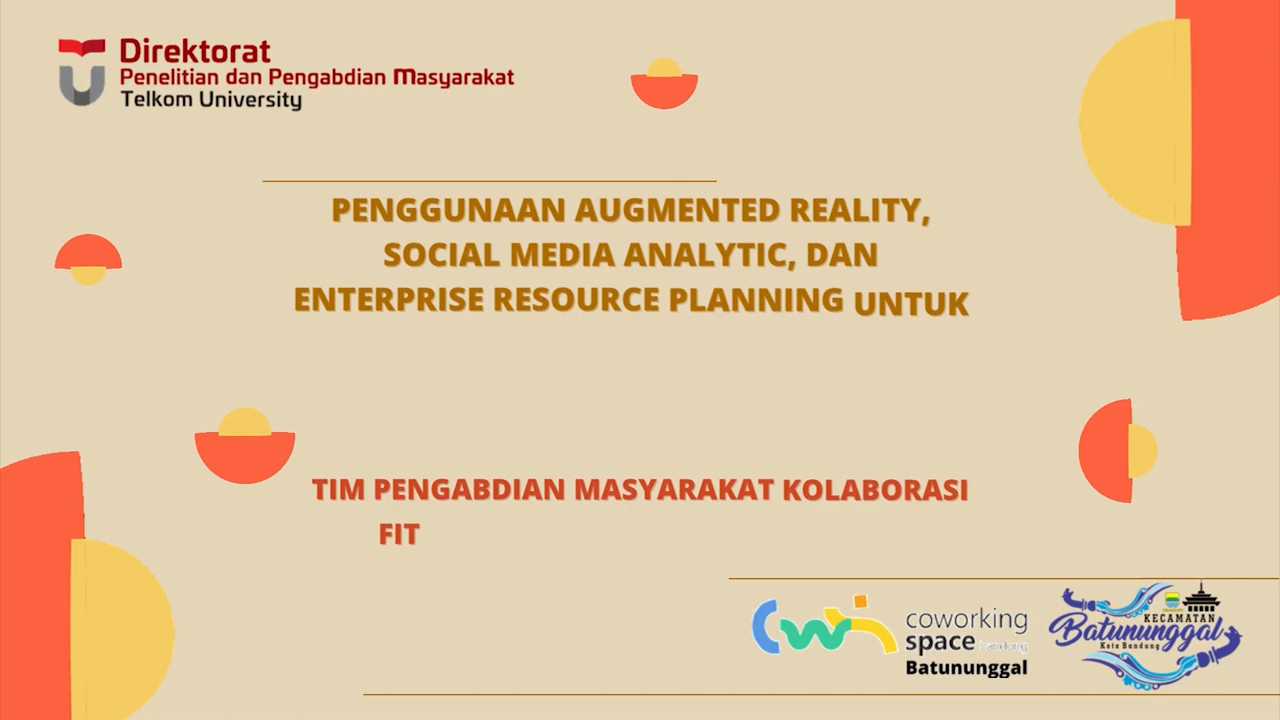 Direktorat
Penelitian dan Pengabdian Masyarakat
Telkom University
PENGGUNAAN AUGMENTED REALITY,
SOCIAL MEDIA ANALYTIC, DAN
ENTERPRISE RESOURCE PLANNING UNTUK
TIM PENGABDIAN MASYARAKAT KOLABORASI
FIT
coworking
space bandung
Batununggal
KECAMATAN
Batununggal
Kota Bandung